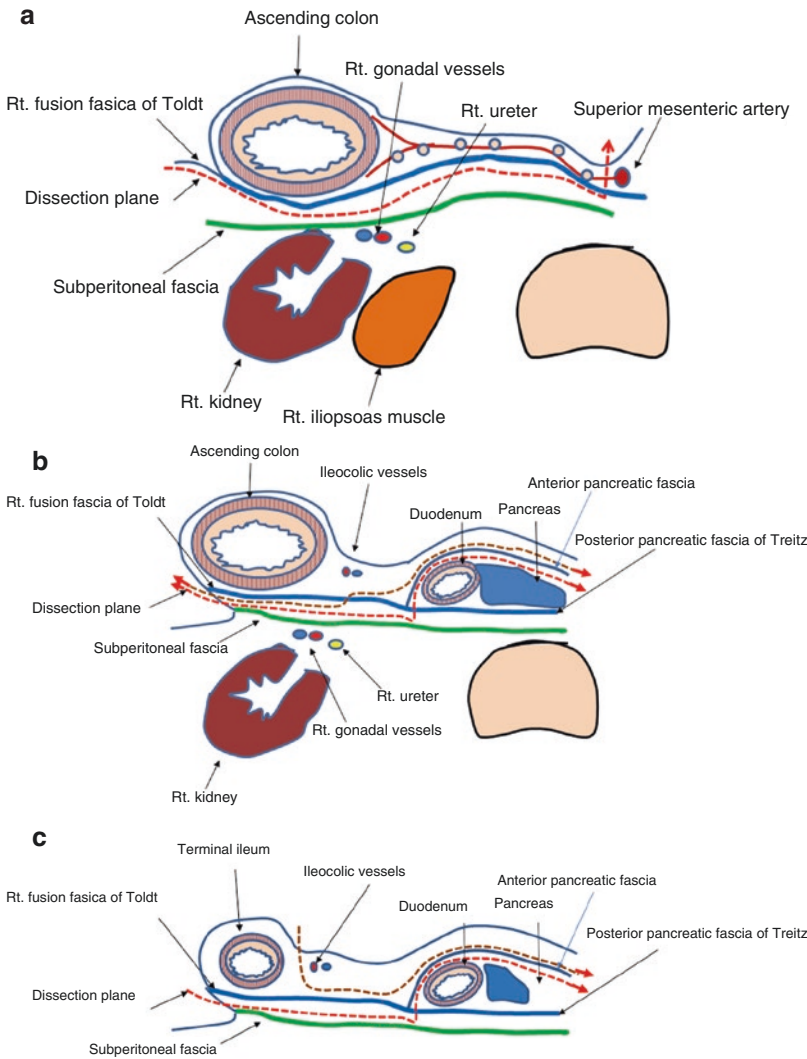 a
Ascending colon
Rt. gonadal vessels
Rt. fusion fasica of Toldt
Rt. ureter
Superior mesenteric artery
Dissection plane
Subperitoneal fascia
Rt. kidney
Rt. iliopsoas muscle
b
Ascending colon
Ileocolic vessels
Rt. fusion fascia of Toldt
Anterior pancreatic fascia
Duodenum
Pancreas
Posterior pancreatic fascia of Treitz
Dissection plane
Subperitoneal fascia
Rt. ureter
Rt. gonadal vessels
Rt. kidney
c
Terminal ileum
Ileocolic vessels
Rt. fusion fasica of Toldt
Anterior pancreatic fascia
Duodenum
Pancreas
Posterior pancreatic fascia of Treitz
Dissection plane
Subperitoneal fascia